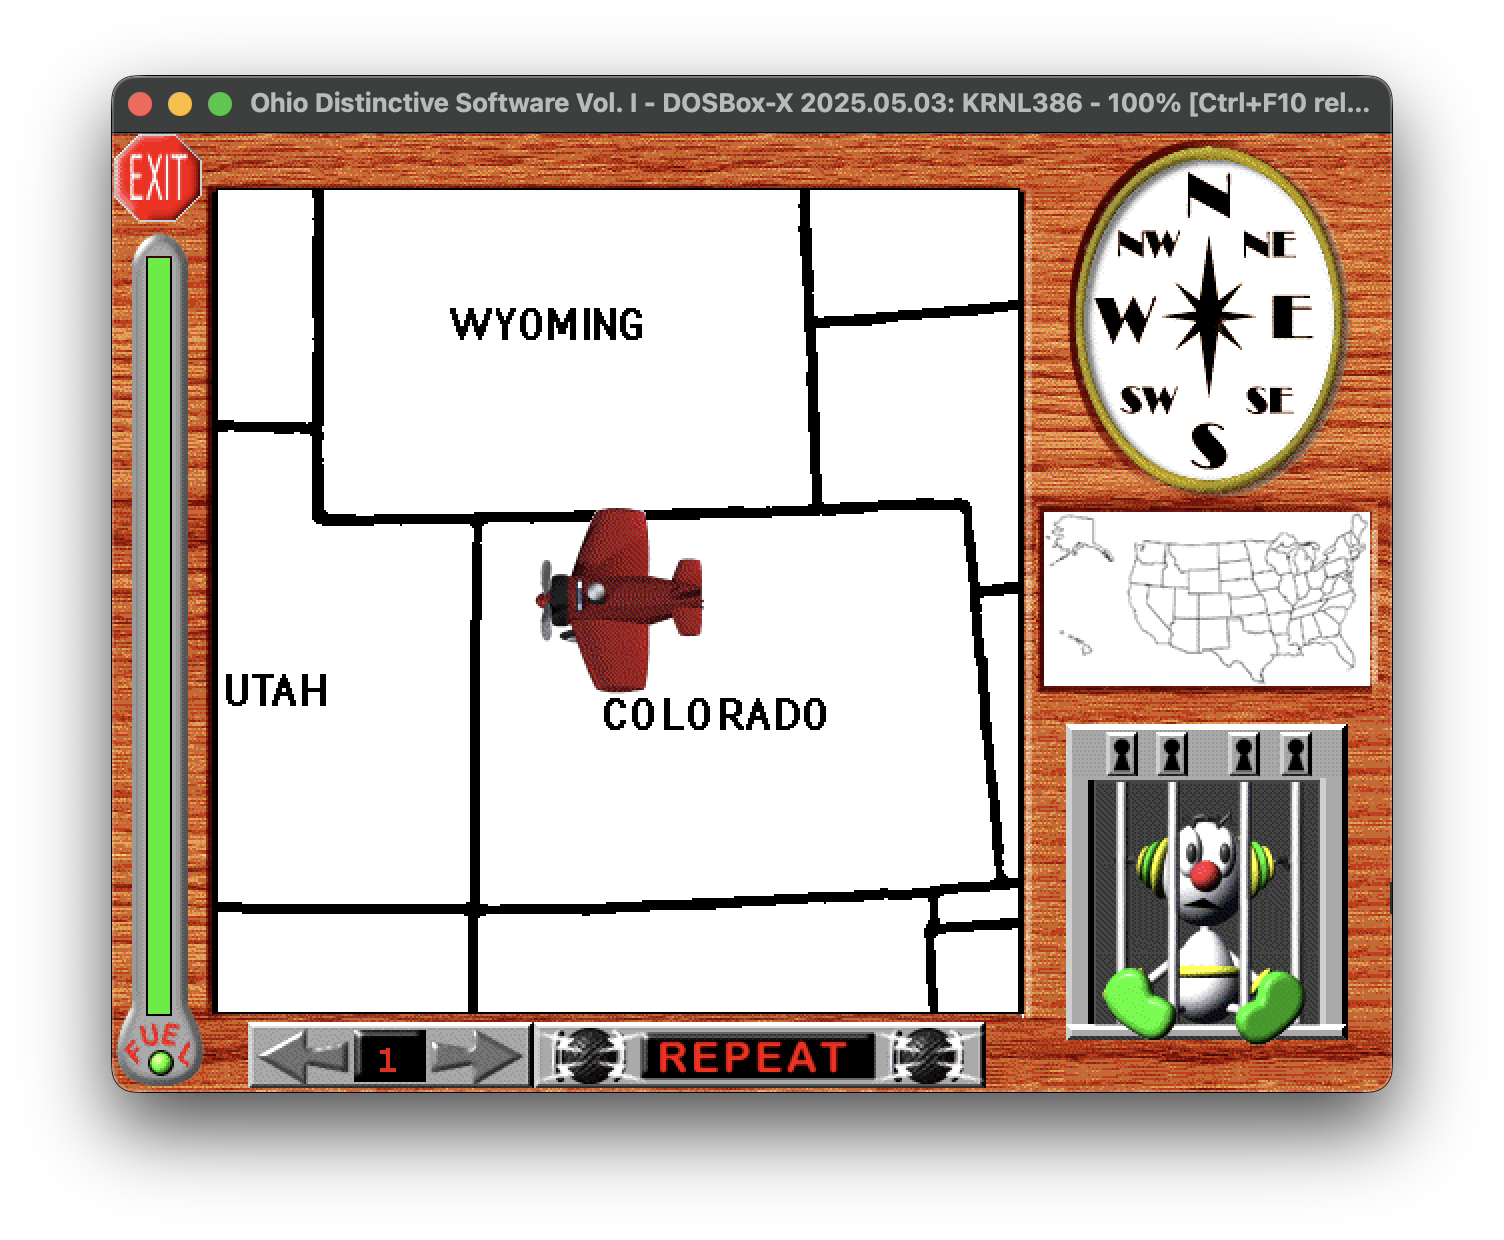 Ohio Distinctive Software Vol. I - DOSBox-X 2025.05.03: KRNL386 - 100% [Ctrl+F10 rel...
EXIT
N
NW NE
W E
SW SE
S
WYOMING
UTAH
COLORADO
FUEL
1
REPEAT